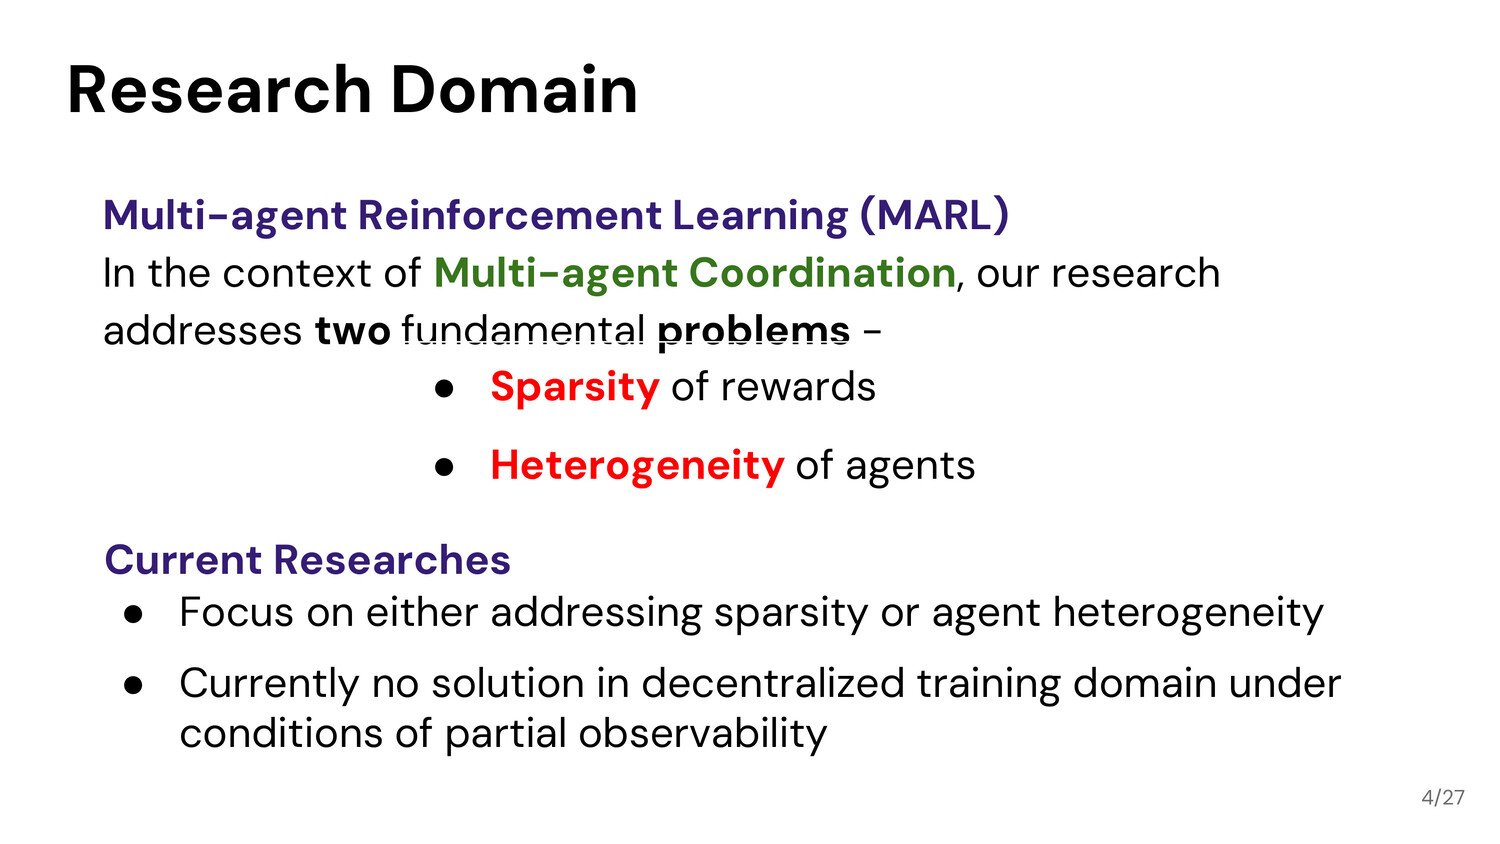 Research Domain
Multi-agent Reinforcement Learning (MARL)
In the context of Multi-agent Coordination, our research
addresses two fundamental problems -
● Sparsity of rewards
● Heterogeneity of agents
Current Researches
● Focus on either addressing sparsity or agent heterogeneity
● Currently no solution in decentralized training domain under
conditions of partial observability
4/27